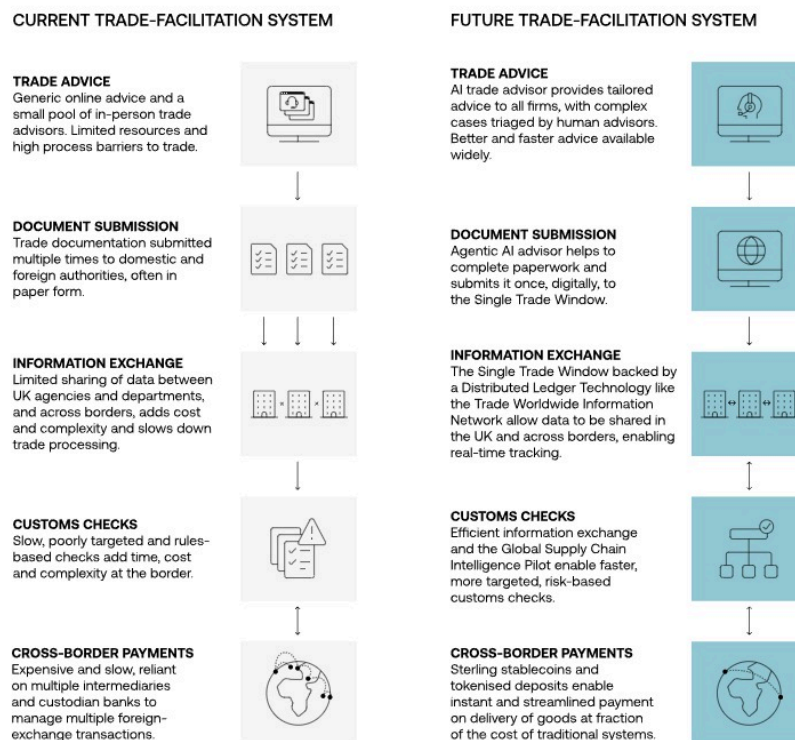 CURRENT TRADE-FACILITATION SYSTEM
TRADE ADVICE
Generic online advice and a
small pool of in-person trade
advisors. Limited resources and
high process barriers to trade.
DOCUMENT SUBMISSION
Trade documentation submitted
multiple times to domestic and
foreign authorities, often in
paper form.
INFORMATION EXCHANGE
Limited sharing of data between
UK agencies and departments,
and across borders, adds cost
and complexity and slows down
trade processing.
CUSTOMS CHECKS
Slow, poorly targeted and rules-
based checks add time, cost
and complexity at the border.
CROSS-BORDER PAYMENTS
Expensive and slow, reliant
on multiple intermediaries
and custodian banks to
manage multiple foreign-
exchange transactions.
FUTURE TRADE-FACILITATION SYSTEM
TRADE ADVICE
AI trade advisor provides tailored
advice to all firms, with complex
cases triaged by human advisors.
Better and faster advice available
widely.
DOCUMENT SUBMISSION
Agentic AI advisor helps to
complete paperwork and
submits it once, digitally, to
the Single Trade Window.
INFORMATION EXCHANGE
The Single Trade Window backed by
a Distributed Ledger Technology like
the Trade Worldwide Information
Network allow data to be shared in
the UK and across borders, enabling
real-time tracking.
CUSTOMS CHECKS
Efficient information exchange
and the Global Supply Chain
Intelligence Pilot enable faster,
more targeted, risk-based
customs checks.
CROSS-BORDER PAYMENTS
Sterling stablecoins and
tokenised deposits enable
instant and streamlined payment
on delivery of goods at fraction
of the cost of traditional systems.